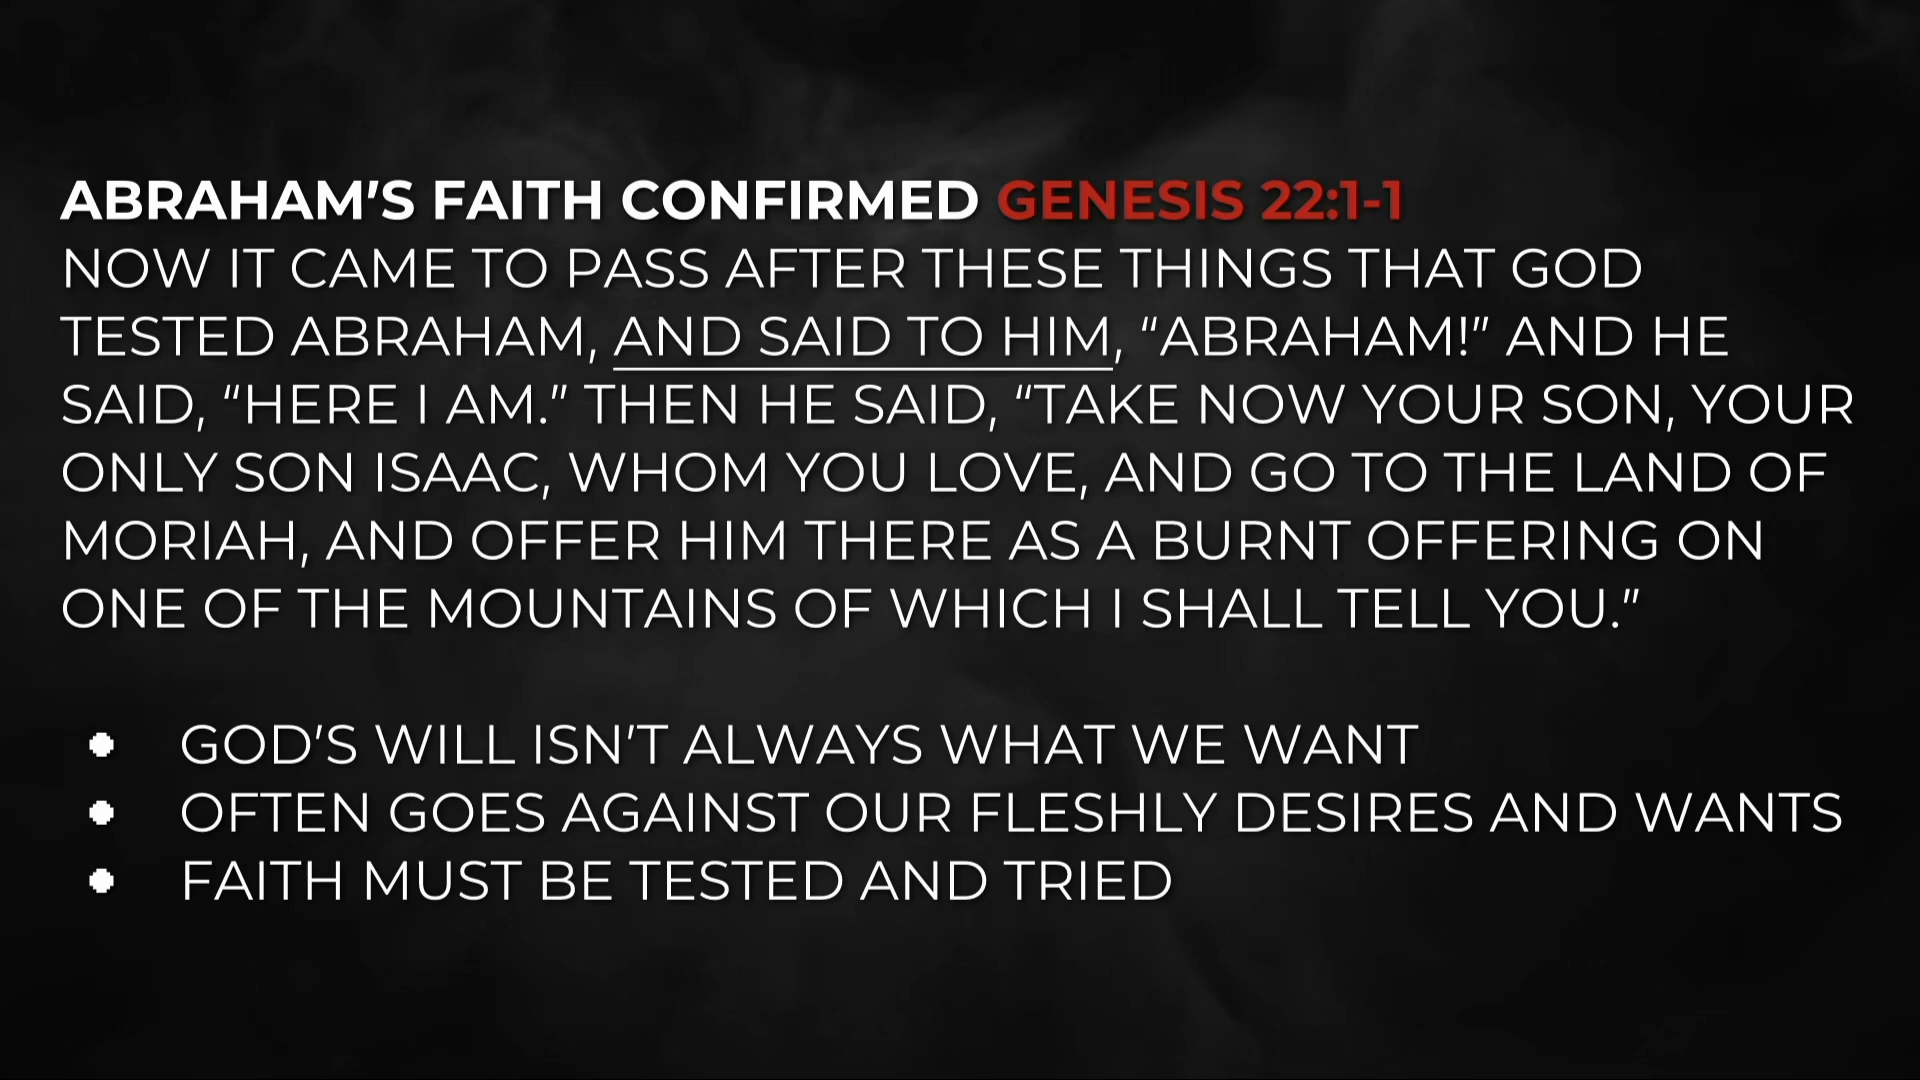 ABRAHAM'S FAITH CONFIRMED GENESIS 22:1-1
NOW IT CAME TO PASS AFTER THESE THINGS THAT GOD
TESTED ABRAHAM, AND SAID TO HIM, “ABRAHAM!” AND HE
SAID, “HERE I AM.” THEN HE SAID, “TAKE NOW YOUR SON, YOUR
ONLY SON ISAAC, WHOM YOU LOVE, AND GO TO THE LAND OF
MORIAH, AND OFFER HIM THERE AS A BURNT OFFERING ON
ONE OF THE MOUNTAINS OF WHICH I SHALL TELL YOU.”
● GOD'S WILL ISN'T ALWAYS WHAT WE WANT
● OFTEN GOES AGAINST OUR FLESHLY DESIRES AND WANTS
● FAITH MUST BE TESTED AND TRIED